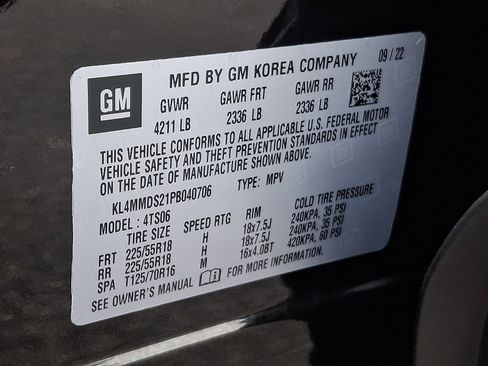 GM
MFD BY GM KOREA COMPANY
09/22
GVWR GAWR FRT GAWR RR
4211 LB 2336 LB 2336 LB
THIS VEHICLE CONFORMS TO ALL APPLICABLE U.S. FEDERAL MOTOR
VEHICLE SAFETY AND THEFT PREVENTION STANDARDS IN EFFECT
ON THE DATE OF MANUFACTURE SHOWN ABOVE.
KL4MMDS21PB040706 TYPE: MPV
MODEL: 4TS06
TIRE SIZE SPEED RTG RIM COLD TIRE PRESSURE
FRT 225/55R18 H 18x7.5J 240KPA, 35 PSI
RR 225/55R18 H 18x7.5J 240KPA, 35 PSI
SPA T125/70R16 M 16x4.0BT 420KPA, 60 PSI
SEE OWNER'S MANUAL FOR MORE INFORMATION.